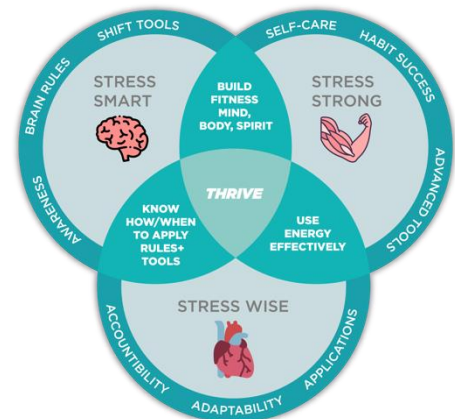 SHIFT TOOLS
BRAIN RULES
AWARENESS
SELF-CARE
HABIT SUCCESS
ADVANCED TOOLS
STRESS
SMART
BUILD
FITNESS
MIND,
BODY, SPIRIT
STRESS
STRONG
THRIVE
KNOW
HOW/WHEN
TO APPLY
RULES+
TOOLS
USE
ENERGY
EFFECTIVELY
STRESS WISE
ACCOUNTIBILITY
ADAPTABILITY
APPLICATIONS